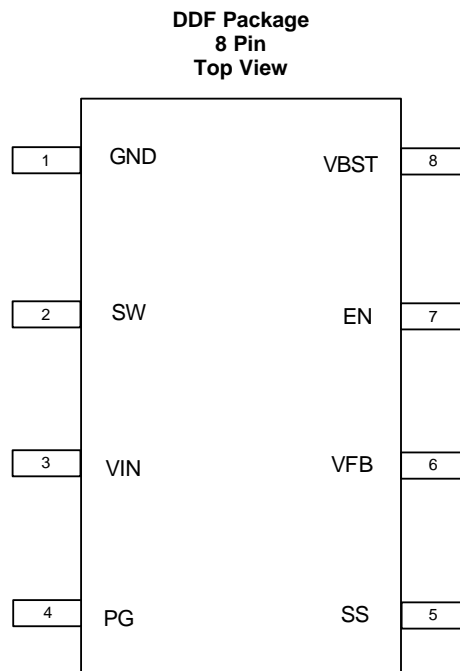 DDF Package
8 Pin
Top View
1 GND VBST 8
2 SW EN 7
3 VIN VFB 6
4 PG SS 5